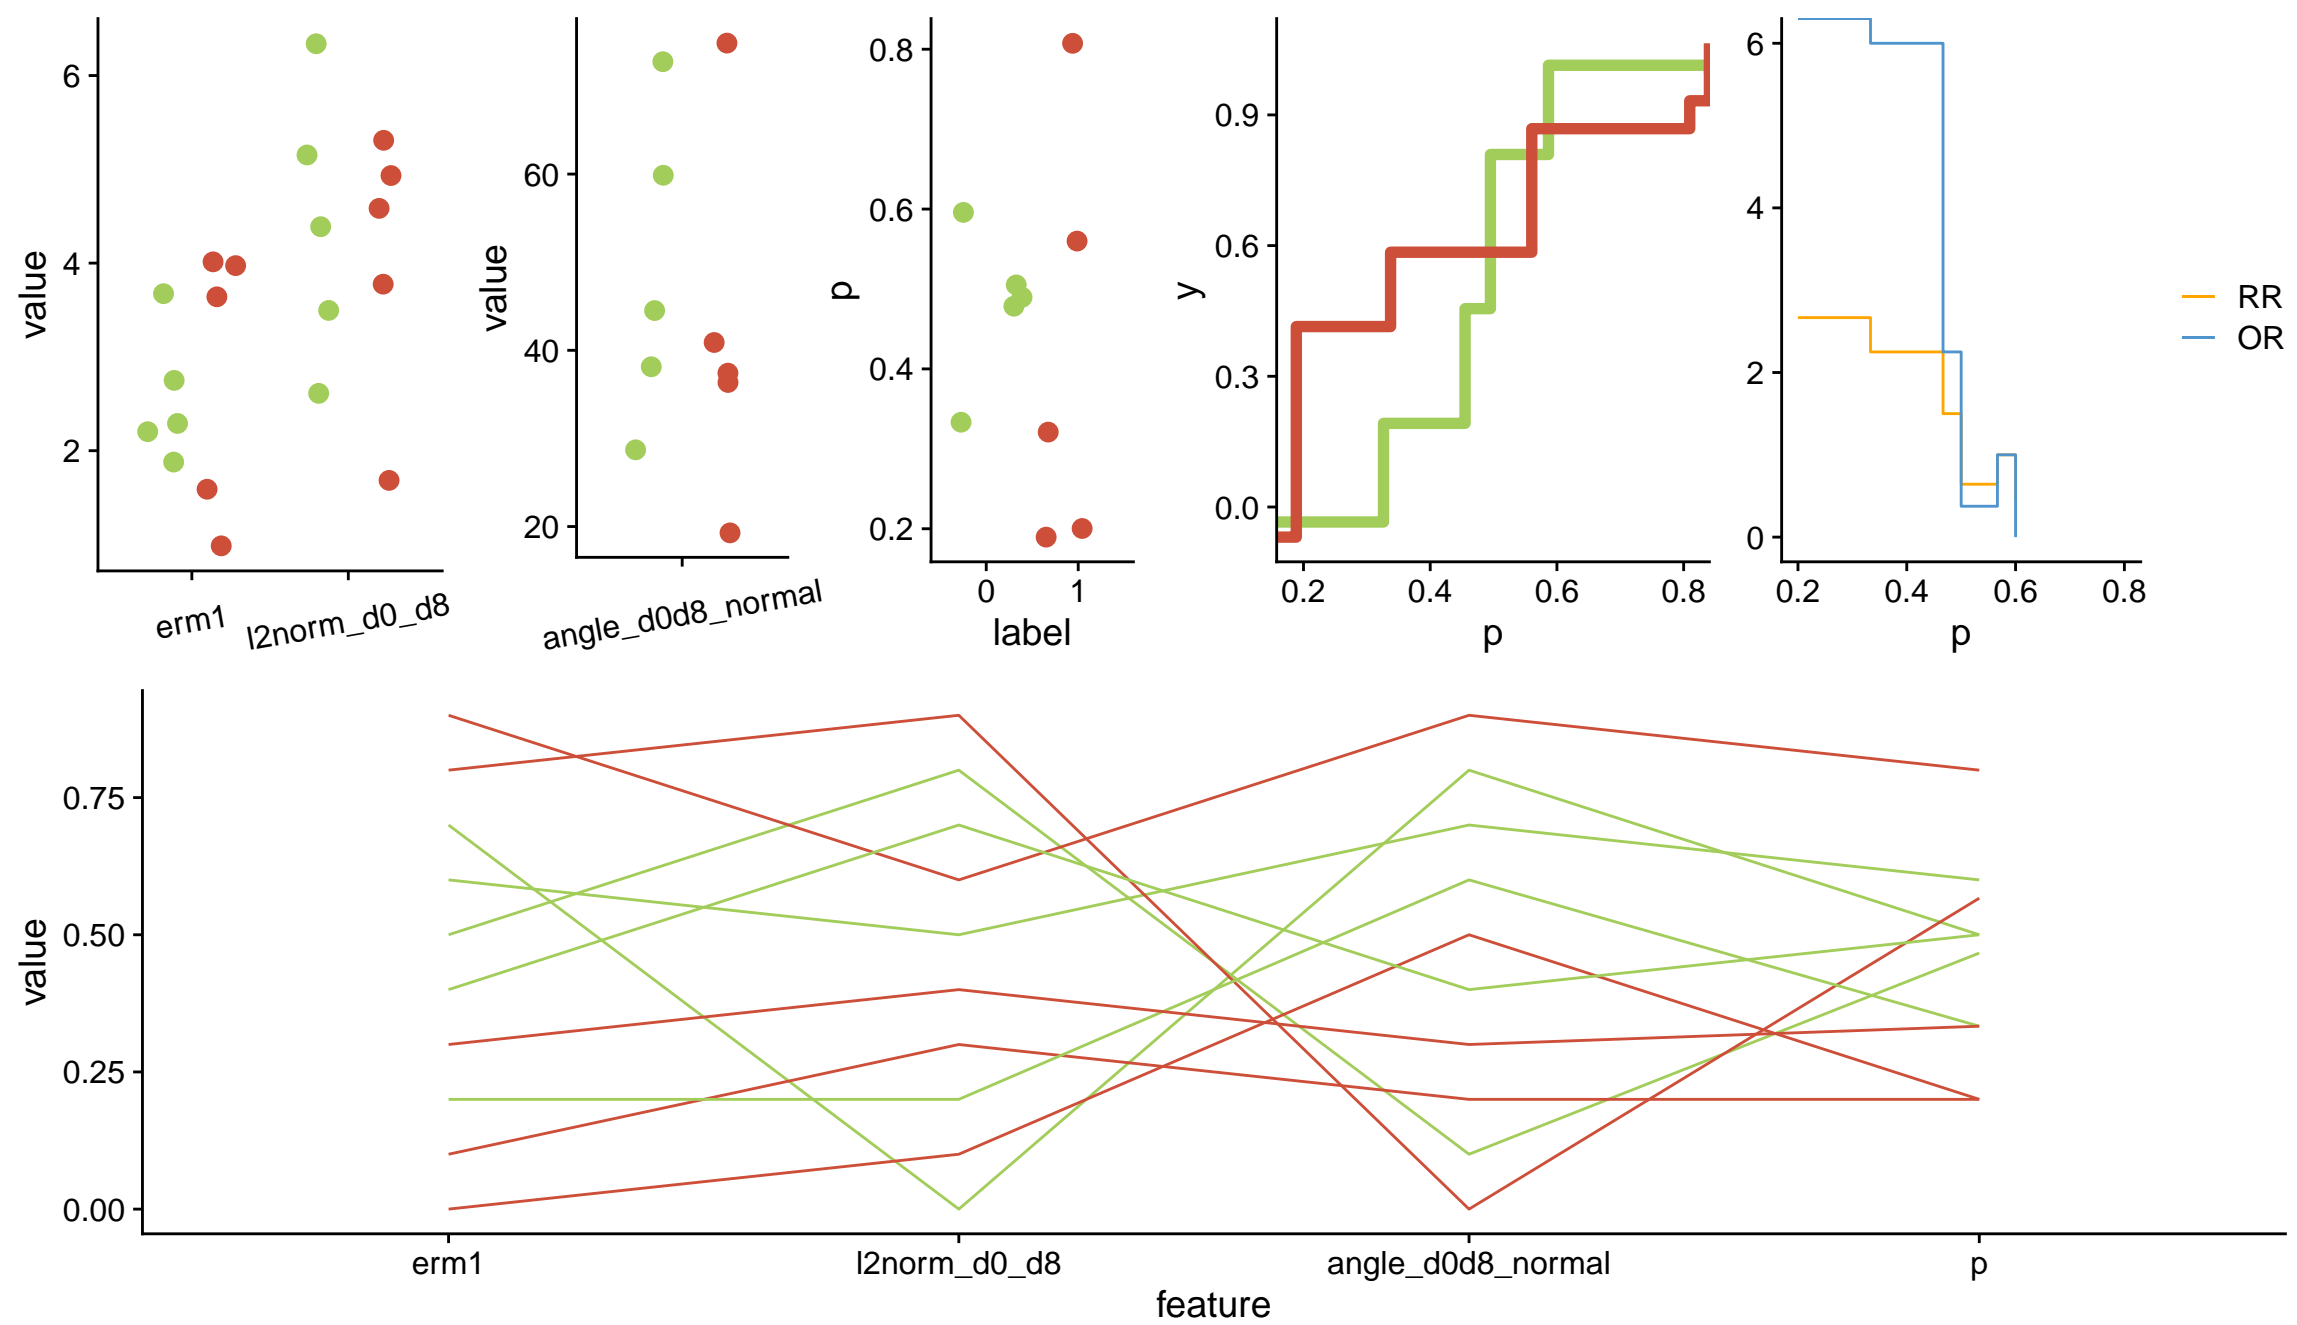 value
6
4
2
erm1
l2norm_d0_d8
value
60
40
20
angle_d0d8_normal
p
0.8
0.6
0.4
0.2
0 1
label
y
0.9
0.6
0.3
0.0
0.2 0.4 0.6 0.8
p
6
4
2
0
0.2 0.4 0.6 0.8
p
RR
OR
value
0.75
0.50
0.25
0.00
erm1 l2norm_d0_d8 angle_d0d8_normal p
feature